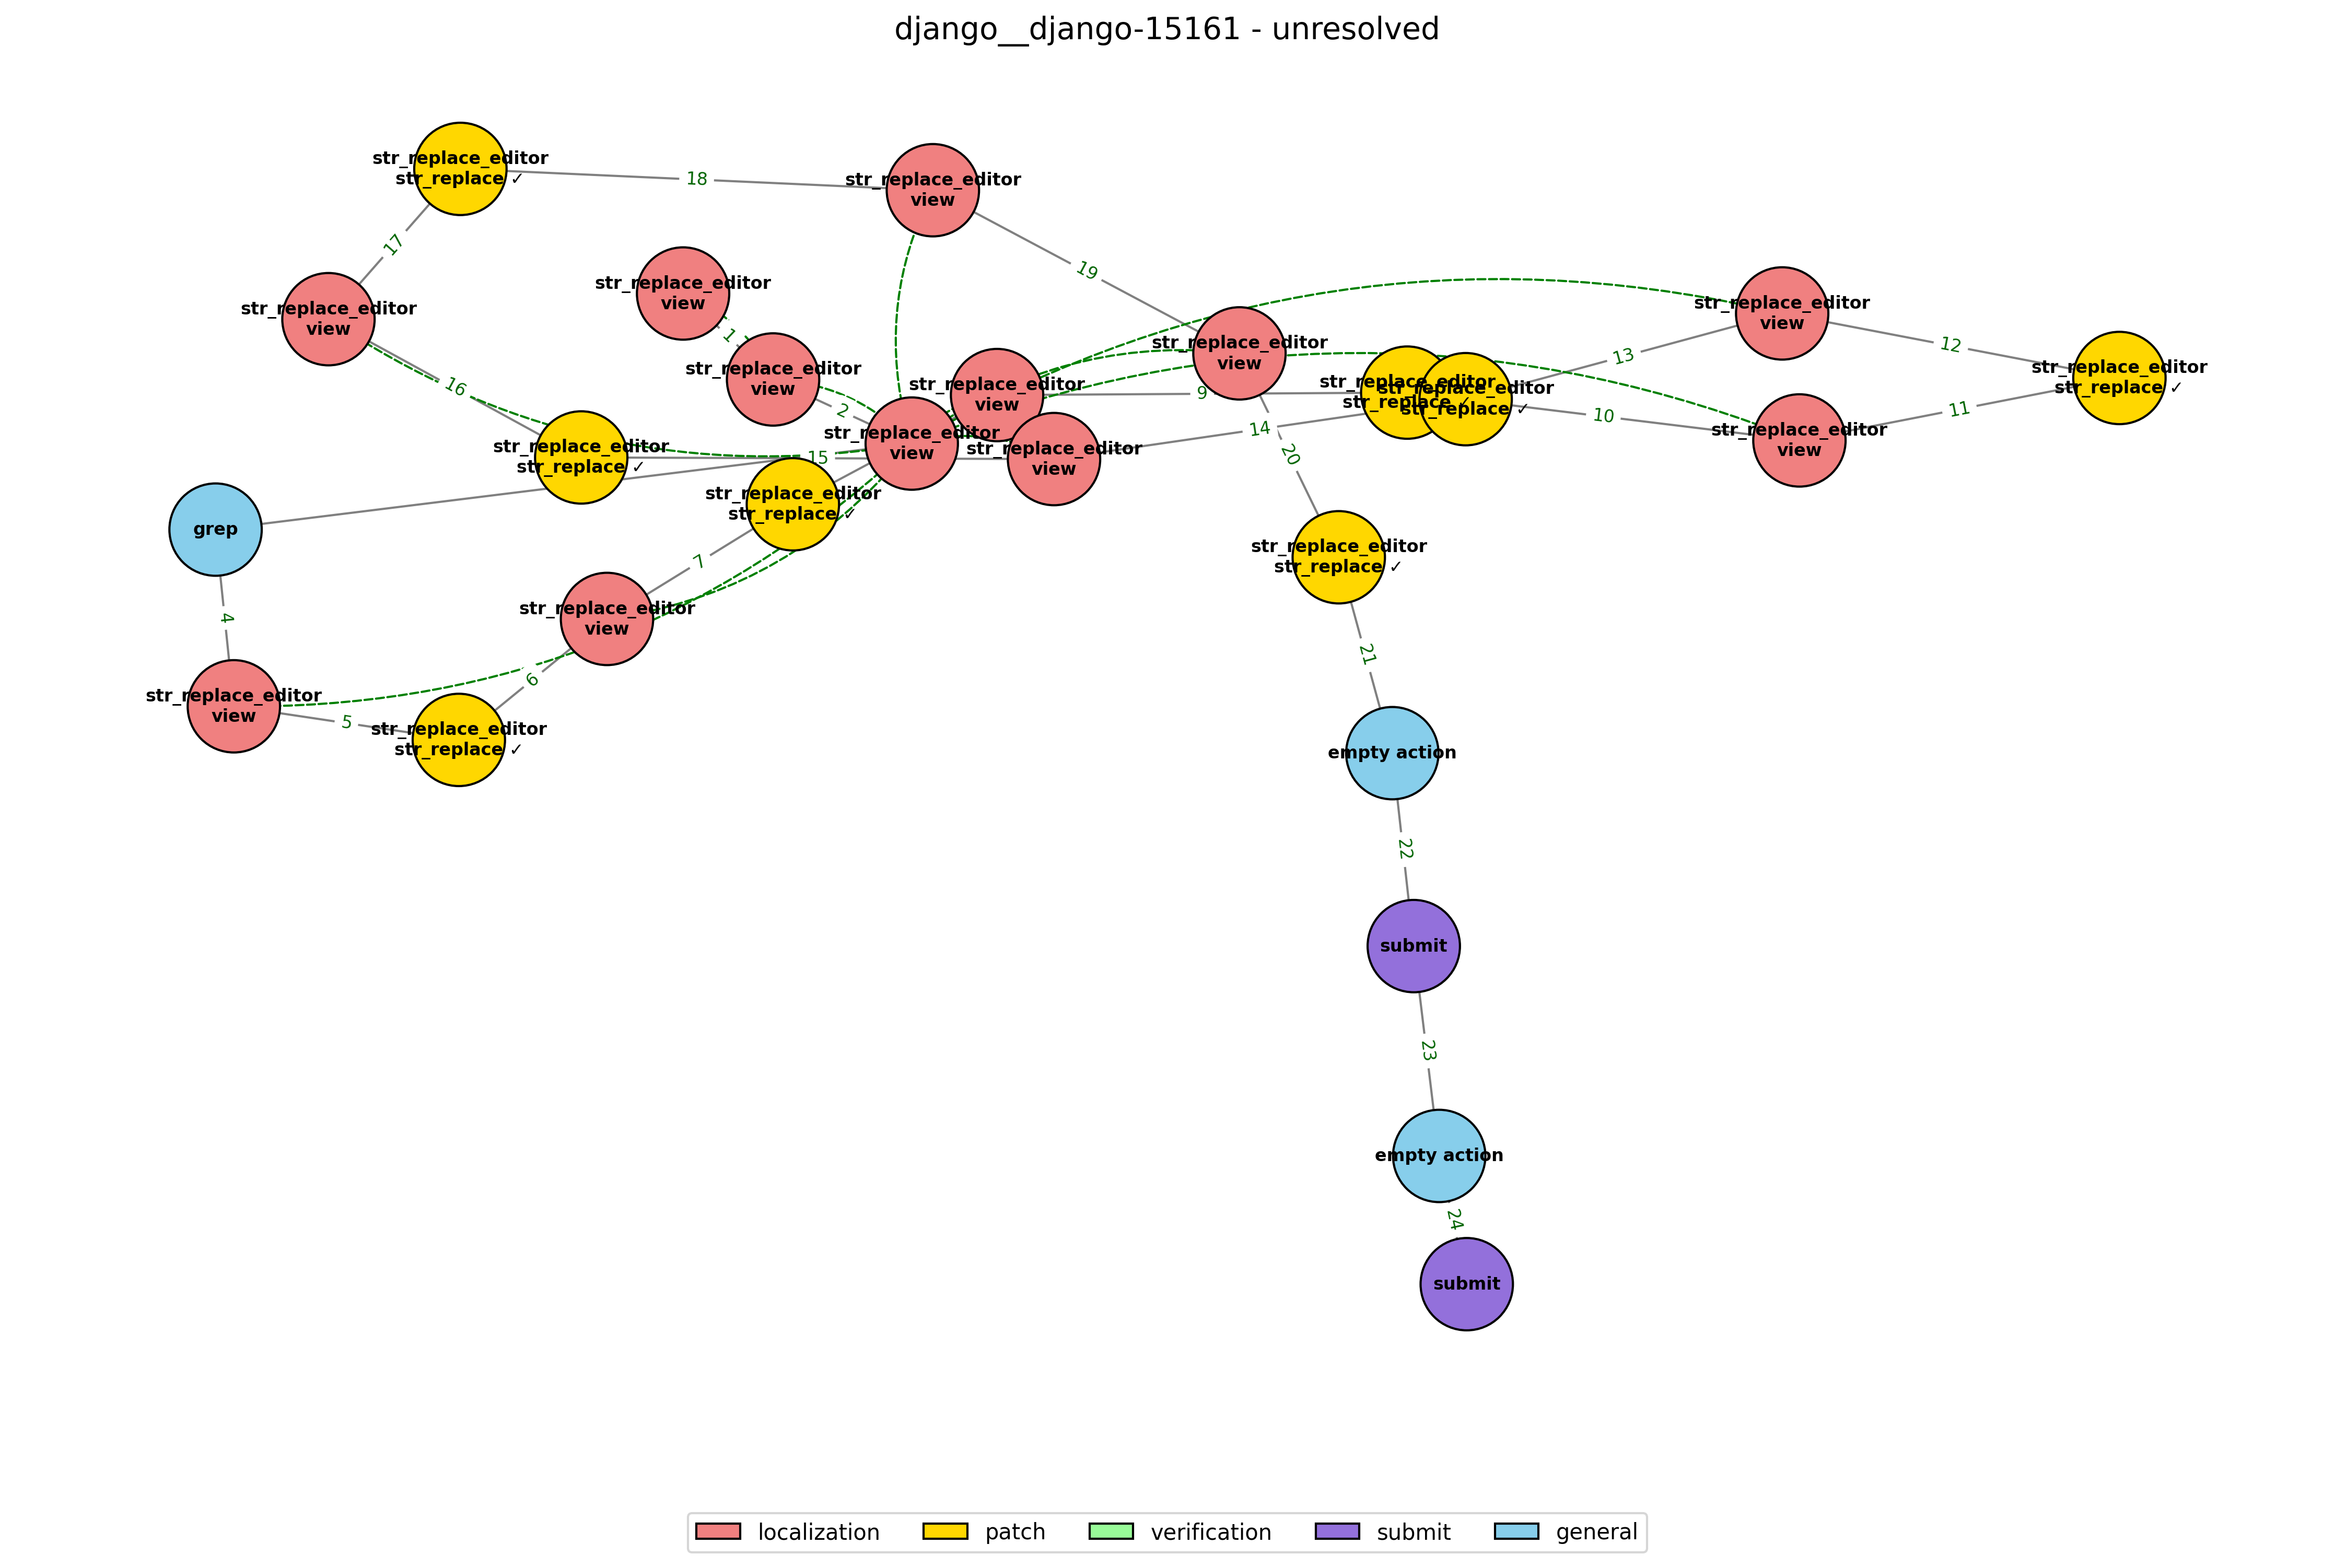 django__django-15161 - unresolved
str_replace_editor
str_replace ✓
18
str_replace_editor
view
17
str_replace_editor
view
19
str_replace_editor
view
1
str_replace_editor
view
2
str_replace_editor
view
str_replace_editor
view
9
str_replace_editor
str_replace ✓
str_replace_editor
str_replace ✓
13
str_replace_editor
view
12
str_replace_editor
str_replace ✓
16
10
str_replace_editor
view
11
str_replace_editor
view
14
20
str_replace_editor
view
str_replace_editor
str_replace ✓
15
str_replace_editor
str_replace ✓
grep
7
str_replace_editor
str_replace ✓
4
str_replace_editor
view
6
str_replace_editor
view
5
str_replace_editor
str_replace ✓
21
empty action
22
submit
23
empty action
24
submit
localization
patch
verification
submit
general